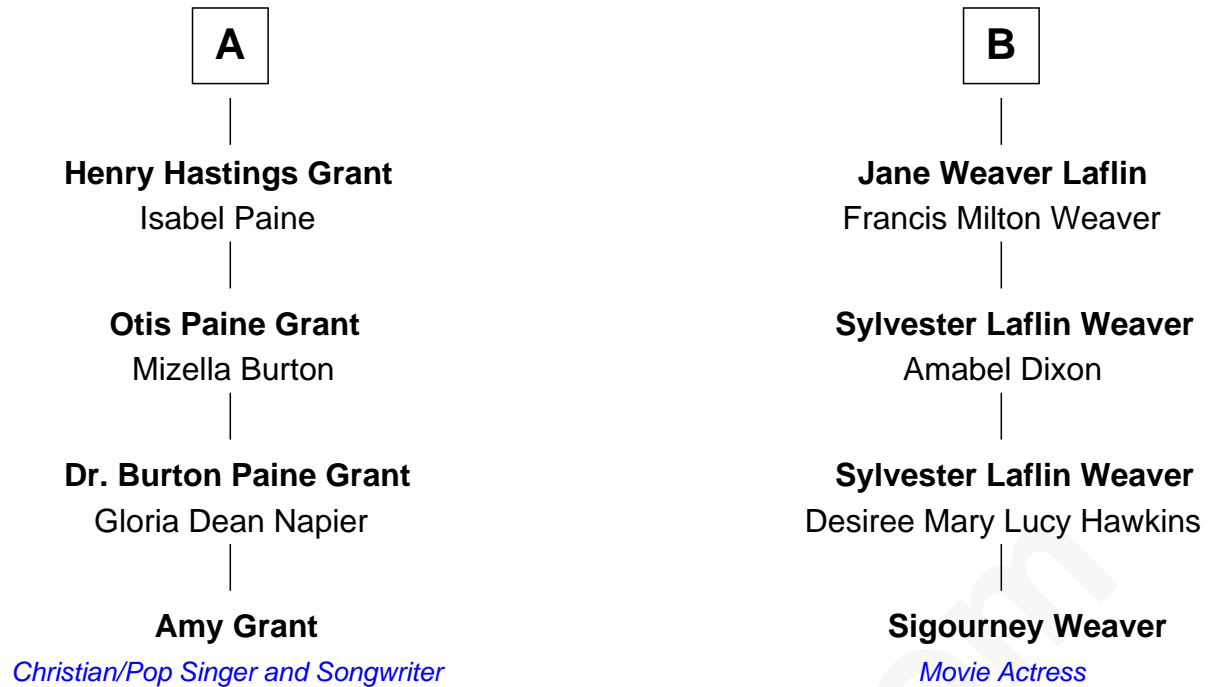 A
Henry Hastings Grant
Isabel Paine
Otis Paine Grant
Mizella Burton
Dr. Burton Paine Grant
Gloria Dean Napier
Amy Grant
Christian/Pop Singer and Songwriter
B
Jane Weaver Laflin
Francis Milton Weaver
Sylvester Laflin Weaver
Amabel Dixon
Sylvester Laflin Weaver
Desiree Mary Lucy Hawkins
Sigourney Weaver
Movie Actress